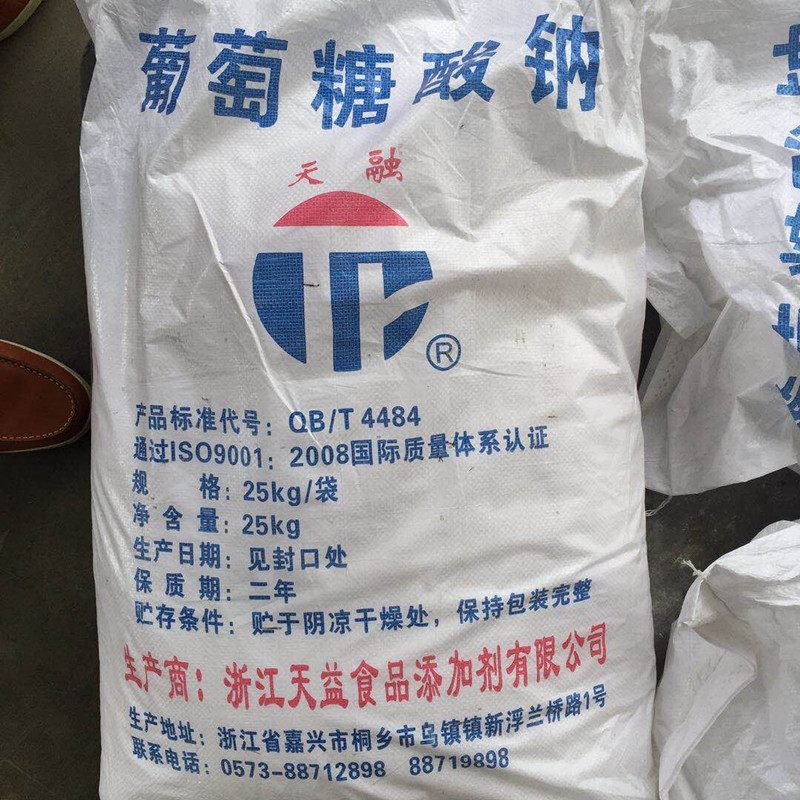 葡萄糖酸钠
天融
®
产品标准代号：QB/T 4484
通过ISO9001：2008国际质量体系认证
规 格：25kg/袋
净含量：25kg
生产日期：见封口处
保质期：二年
贮存条件：贮于阴凉干燥处，保持包装完整
生产商：浙江天益食品添加剂有限公司
生产地址：浙江省嘉兴市桐乡市乌镇镇新浮兰桥路1号
联系电话：0573-88712898 88719898